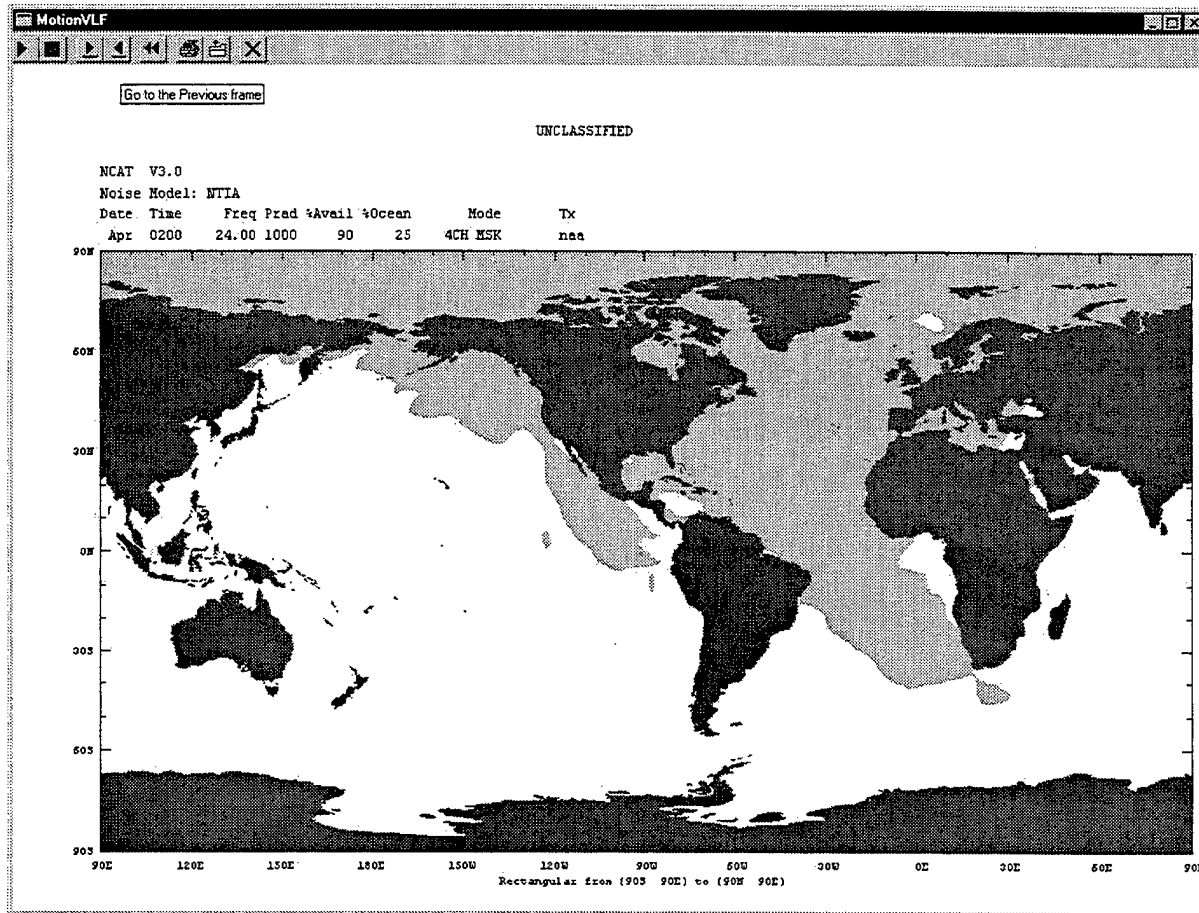 MotionVLF
Go to the Previous frame
UNCLASSIFIED
NCAT V3.0
Noise Model: NTIA
Date Time Freq Prad %Avail %Ocean Mode Tx
Apr 0200 24.00 1000 90 25 4CH MSK naa
90N
60N
30N
0N
30S
60S
90S
90E 120E 150E 180E 150W 120W 90W 60W 30W 0E 30E 60E 90E
Rectangular from (90S 90E) to (90N 90E)